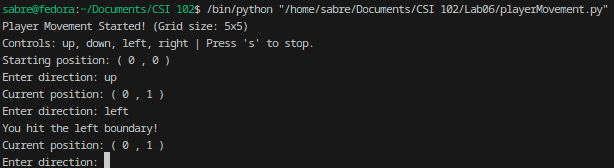 sabre@fedora:~/Documents/CSI 102$ /bin/python "/home/sabre/Documents/CSI 102/Lab06/playerMovement.py"
Player Movement Started! (Grid size: 5x5)
Controls: up, down, left, right | Press 's' to stop.
Starting position: ( 0 , 0 )
Enter direction: up
Current position: ( 0 , 1 )
Enter direction: left
You hit the left boundary!
Current position: ( 0 , 1 )
Enter direction: